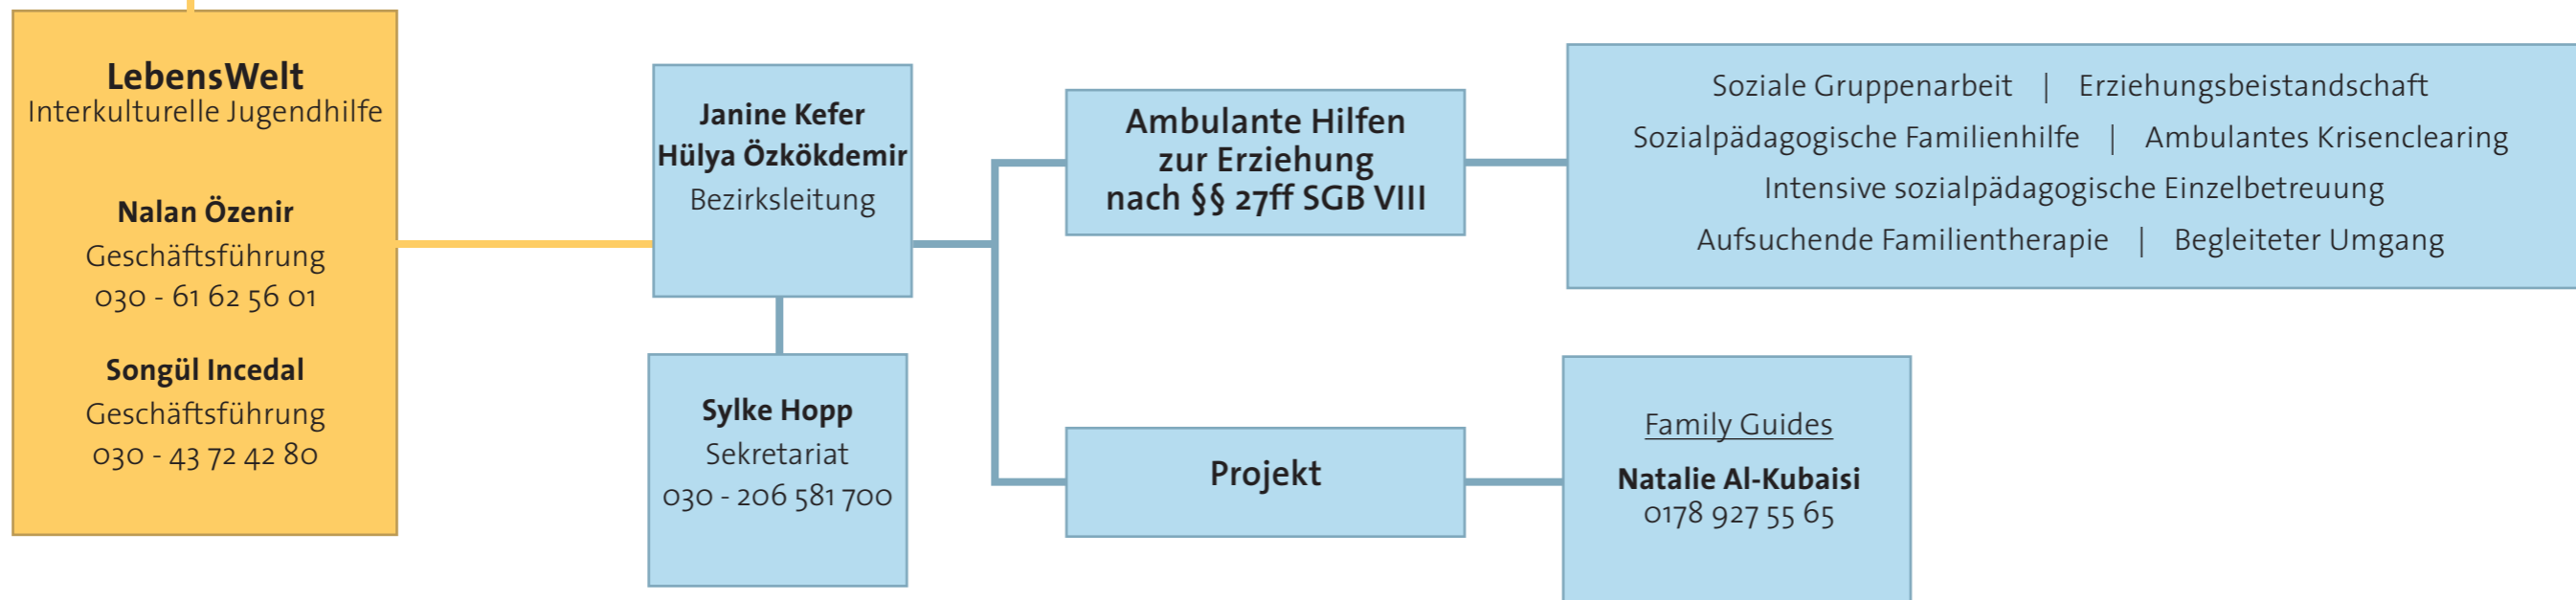 LebensWelt
Interkulturelle Jugendhilfe
Nalan Özenir
Geschäftsführung
030 - 61 62 56 01
Songül Incedal
Geschäftsführung
030 - 43 72 42 80
Janine Kefer
Hülya Özkökdemir
Bezirksleitung
Sylke Hopp
Sekretariat
030 - 206 581 700
Ambulante Hilfen
zur Erziehung
nach §§ 27ff SGB VIII
Projekt
Soziale Gruppenarbeit | Erziehungsbeistandschaft
Sozialpädagogische Familienhilfe | Ambulantes Krisenclearing
Intensive sozialpädagogische Einzelbetreuung
Aufsuchende Familientherapie | Begleiteter Umgang
Family Guides
Natalie Al-Kubaisi
0178 927 55 65